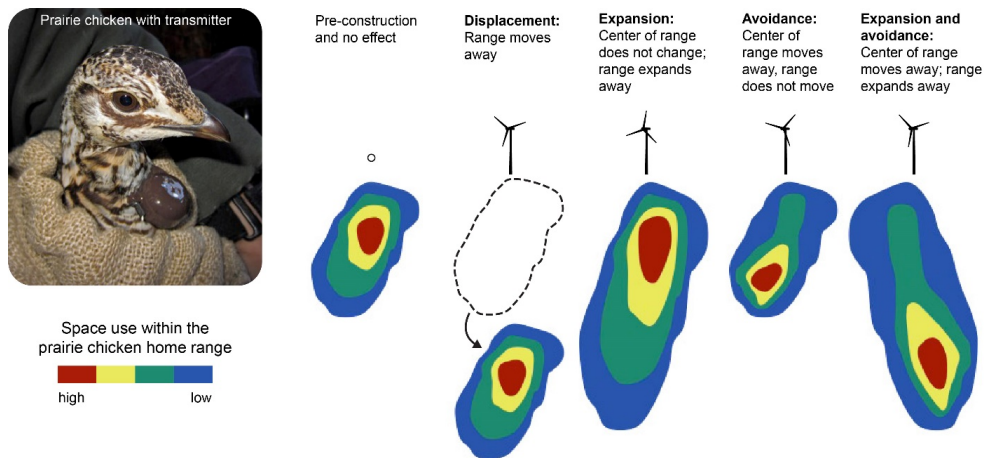 Prairie chicken with transmitter
Space use within the
prairie chicken home range
high
low
Pre-construction
and no effect
Displacement:
Range moves
away
Expansion:
Center of range
does not change;
range expands
away
Avoidance:
Center of
range moves
away, range
does not move
Expansion and
avoidance:
Center of range
moves away; range
expands away